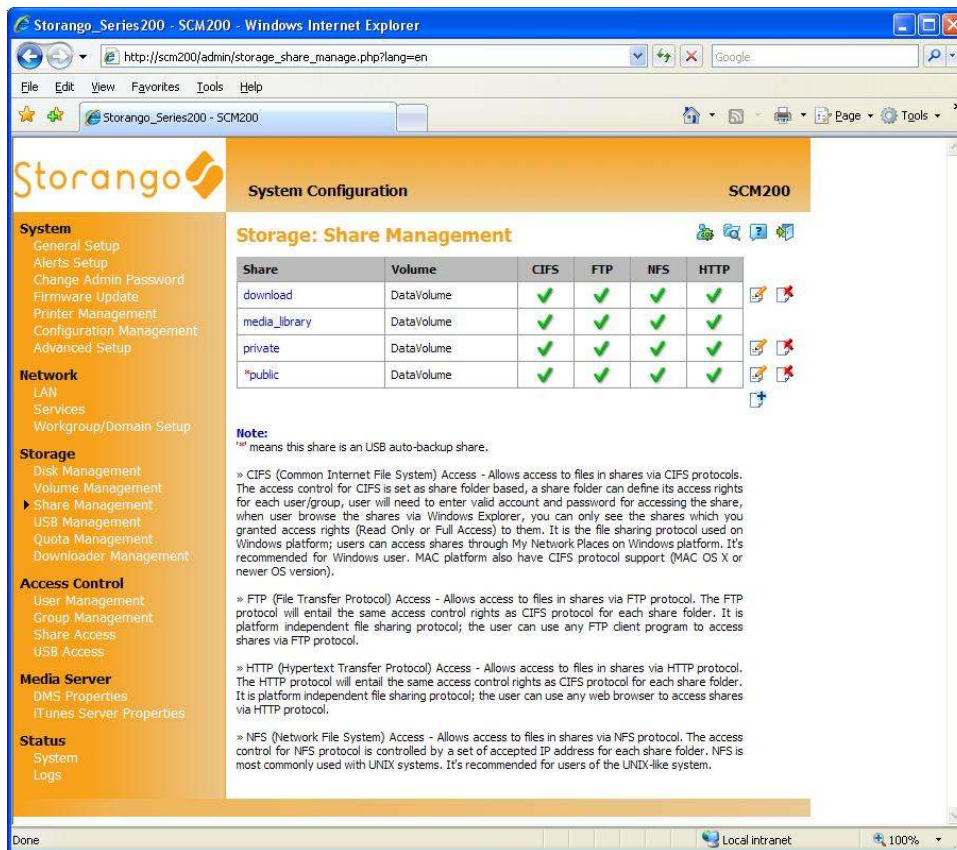 Storango_Series200 - SCM200 - Windows Internet Explorer
http://scm200/admin/storage_share_manage.php?lang=en
Google
File Edit View Favorites Tools Help
Storango_Series200 - SCM200
Page Tools
Storango
System Configuration
SCM200
System
General Setup
Alerts Setup
Change Admin Password
Firmware Update
Printer Management
Configuration Management
Advanced Setup
Network
LAN
Services
Workgroup/Domain Setup
Storage
Disk Management
Volume Management
Share Management
USB Management
Quota Management
Downloader Management
Access Control
User Management
Group Management
Share Access
USB Access
Media Server
DMS Properties
iTunes Server Properties
Status
System
Logs
Storage: Share Management
Share Volume CIFS FTP NFS HTTP
download DataVolume
media_library DataVolume
private DataVolume
*public DataVolume
Note:
'*' means this share is an USB auto-backup share.
» CIFS (Common Internet File System) Access - Allows access to files in shares via CIFS protocols.
The access control for CIFS is set as share folder based, a share folder can define its access rights
for each user/group, user will need to enter valid account and password for accessing the share,
when user browse the shares via Windows Explorer, you can only see the shares which you
granted access rights (Read Only or Full Access) to them. It is the file sharing protocol used on
Windows platform; users can access shares through My Network Places on Windows platform. It's
recommended for Windows user. MAC platform also have CIFS protocol support (MAC OS X or
newer OS version).
» FTP (File Transfer Protocol) Access - Allows access to files in shares via FTP protocol. The FTP
protocol will entail the same access control rights as CIFS protocol for each share folder. It is
platform independent file sharing protocol; the user can use any FTP client program to access
shares via FTP protocol.
» HTTP (Hypertext Transfer Protocol) Access - Allows access to files in shares via HTTP protocol.
The HTTP protocol will entail the same access control rights as CIFS protocol for each share folder.
It is platform independent file sharing protocol; the user can use any web browser to access shares
via HTTP protocol.
» NFS (Network File System) Access - Allows access to files in shares via NFS protocol. The access
control for NFS protocol is controlled by a set of accepted IP address for each share folder. NFS is
most commonly used with UNIX systems. It's recommended for users of the UNIX-like system.
Done
Local intranet
100%